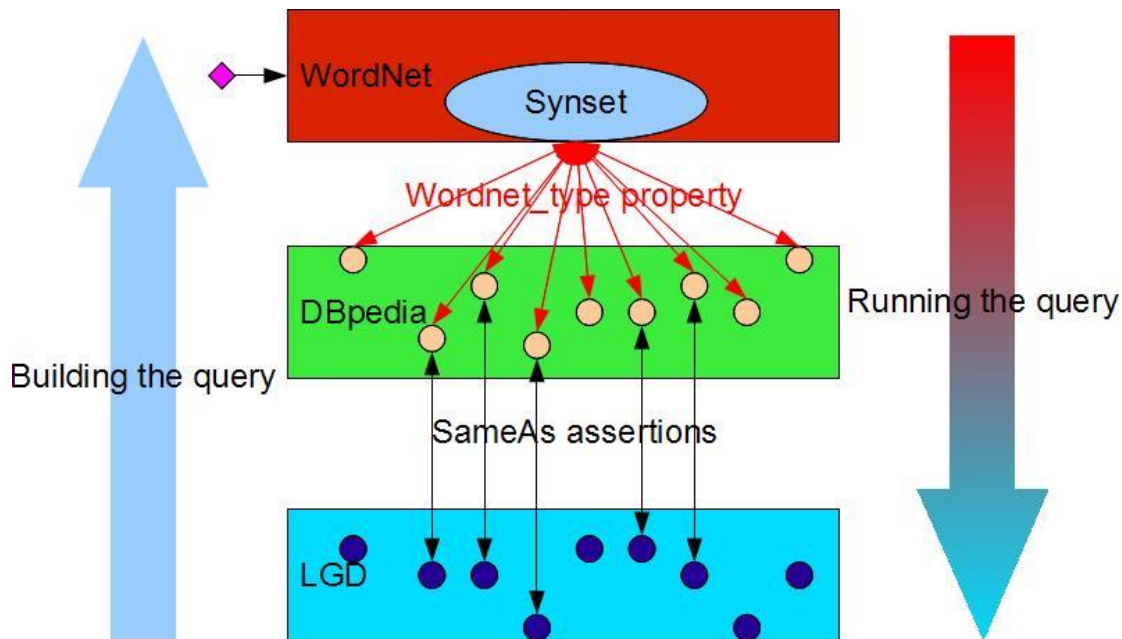 WordNet
Synset
Wordnet_type property
DBpedia
Running the query
Building the query
SameAs assertions
LGD